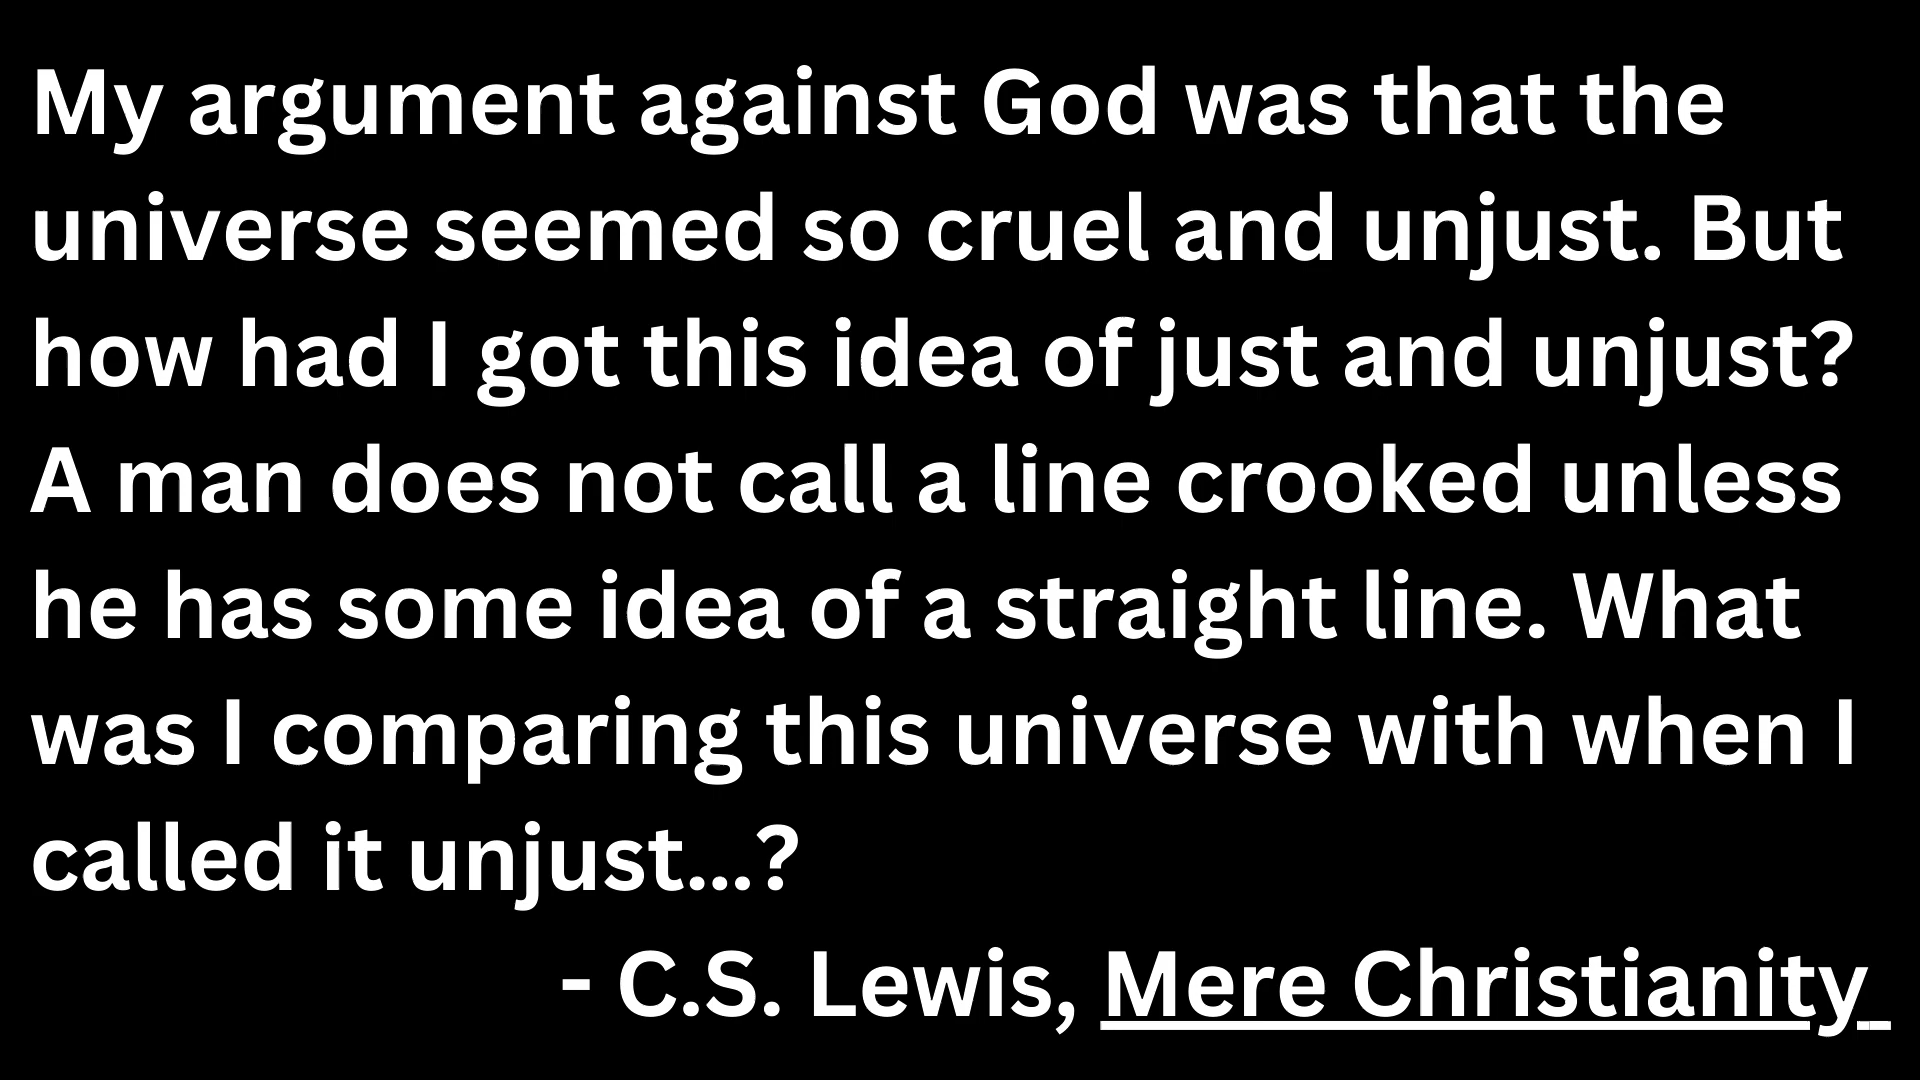 My argument against God was that the
universe seemed so cruel and unjust. But
how had I got this idea of just and unjust?
A man does not call a line crooked unless
he has some idea of a straight line. What
was I comparing this universe with when I
called it unjust...?
- C.S. Lewis, Mere Christianity